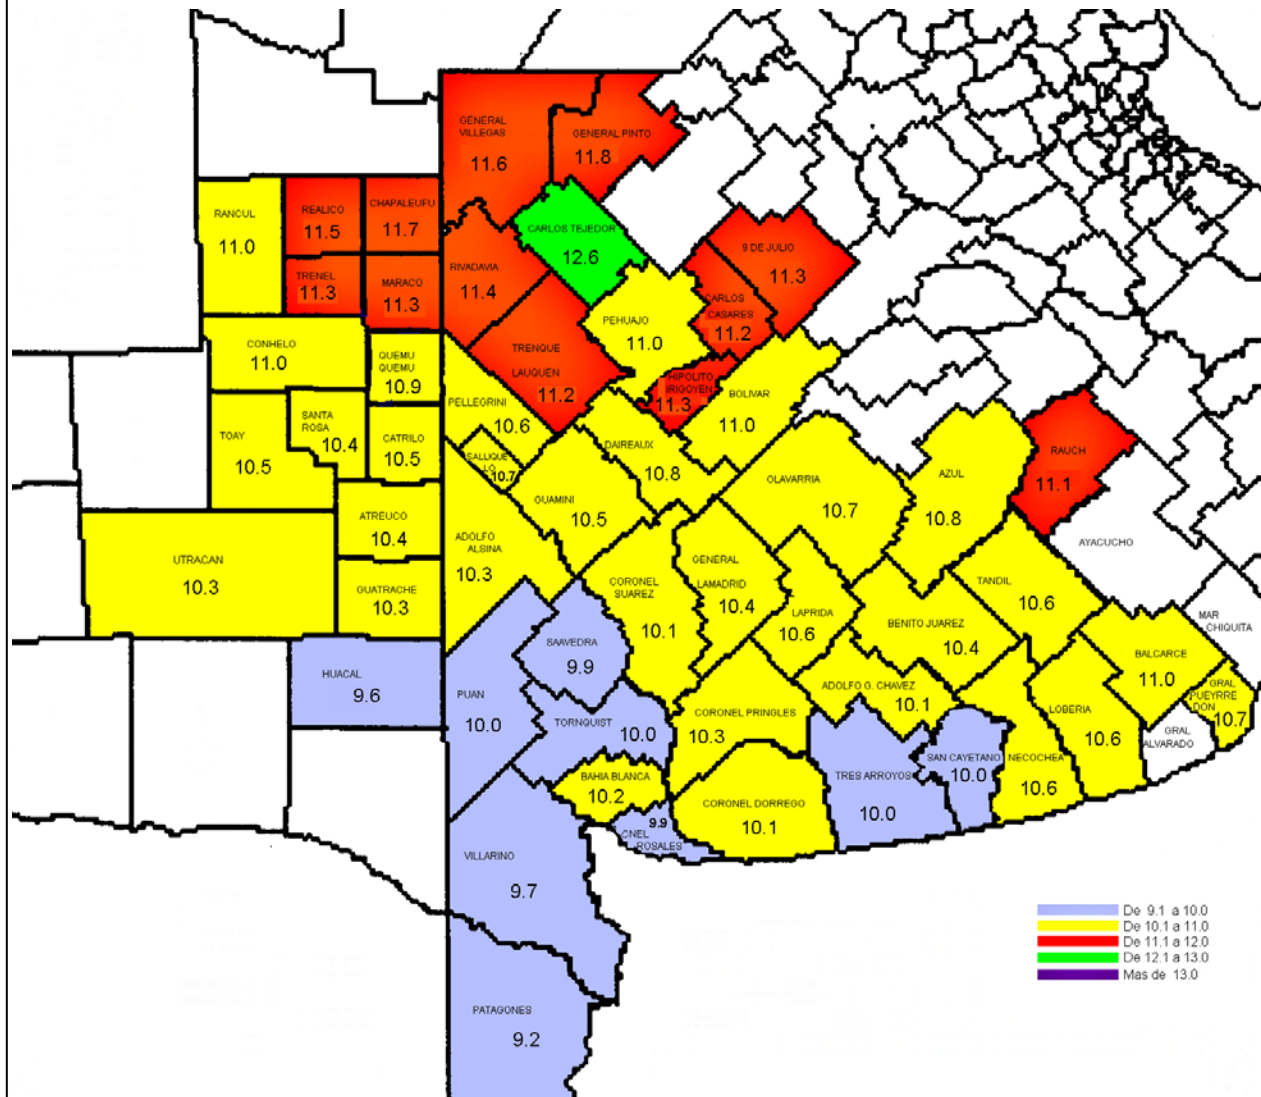 GENERAL
VILLEGAS
11.6
GENERAL PINTO
11.8
RANCUL
11.0
REALICO
11.5
CHAPALEUFU
11.7
CARLOS TEJEDOR
12.6
9 DE JULIO
11.3
TRENEL
11.3
MARACO
11.3
RIVADAVIA
11.4
CARLOS
CASARES
11.2
PEHUAJO
11.0
CONHELO
11.0
QUEMU
QUEMU
10.9
TRENQUE
LAUQUEN
11.2
HIPOLITO
IRIGOYEN
11.3
BOLIVAR
11.0
PELLEGRINI
10.6
TOAY
10.5
SANTA
ROSA
10.4
CATRILO
10.5
SALLIQUE
LO
10.7
DAIREAUX
10.8
RAUCH
11.1
OLAVARRIA
10.7
AZUL
10.8
GUAMINI
10.5
ATREUCO
10.4
ADOLFO
ALSINA
10.3
AYACUCHO
UTRACAN
10.3
GUATRACHE
10.3
CORONEL
SUAREZ
10.1
GENERAL
LAMADRID
10.4
LAPRIDA
10.6
TANDIL
10.6
BENITO JUAREZ
10.4
MAR
CHIQUITA
SAAVEDRA
9.9
HUACAL
9.6
BALCARCE
11.0
PUAN
10.0
ADOLFO G. CHAVEZ
10.1
GRAL
PUEYRRE
DON
10.7
TORNQUIST
10.0
CORONEL PRINGLES
10.3
LOBERIA
10.6
GRAL
ALVARADO
BAHIA BLANCA
10.2
TRES ARROYOS
10.0
SAN CAYETANO
10.0
NECOCHEA
10.6
CORONEL DORREGO
10.1
9.9
CNEL
ROSALES
VILLARINO
9.7
PATAGONES
9.2
De 9.1 a 10.0
De 10.1 a 11.0
De 11.1 a 12.0
De 12.1 a 13.0
Mas de 13.0